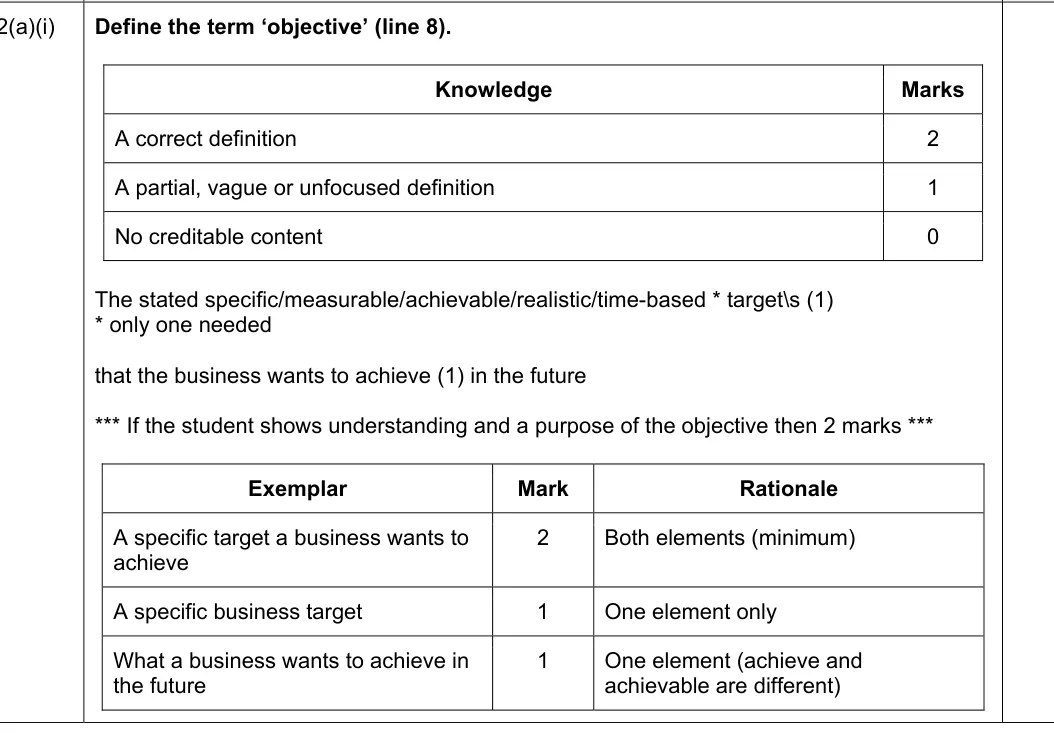 2(a)(i) Define the term ‘objective’ (line 8).
Knowledge Marks
A correct definition 2
A partial, vague or unfocused definition 1
No creditable content 0
The stated specific/measurable/achievable/realistic/time-based * target\s (1)
* only one needed
that the business wants to achieve (1) in the future
*** If the student shows understanding and a purpose of the objective then 2 marks ***
Exemplar Mark Rationale
A specific target a business wants to 2 Both elements (minimum)
achieve
A specific business target 1 One element only
What a business wants to achieve in 1 One element (achieve and
the future achievable are different)